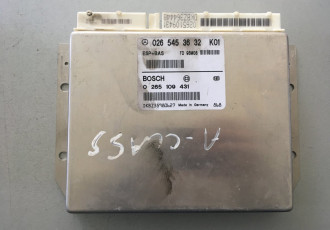 026 545 36 32 K01
ESP+BAS
BOSCH
0 265 109 431
Made in Germany
A-CLASS